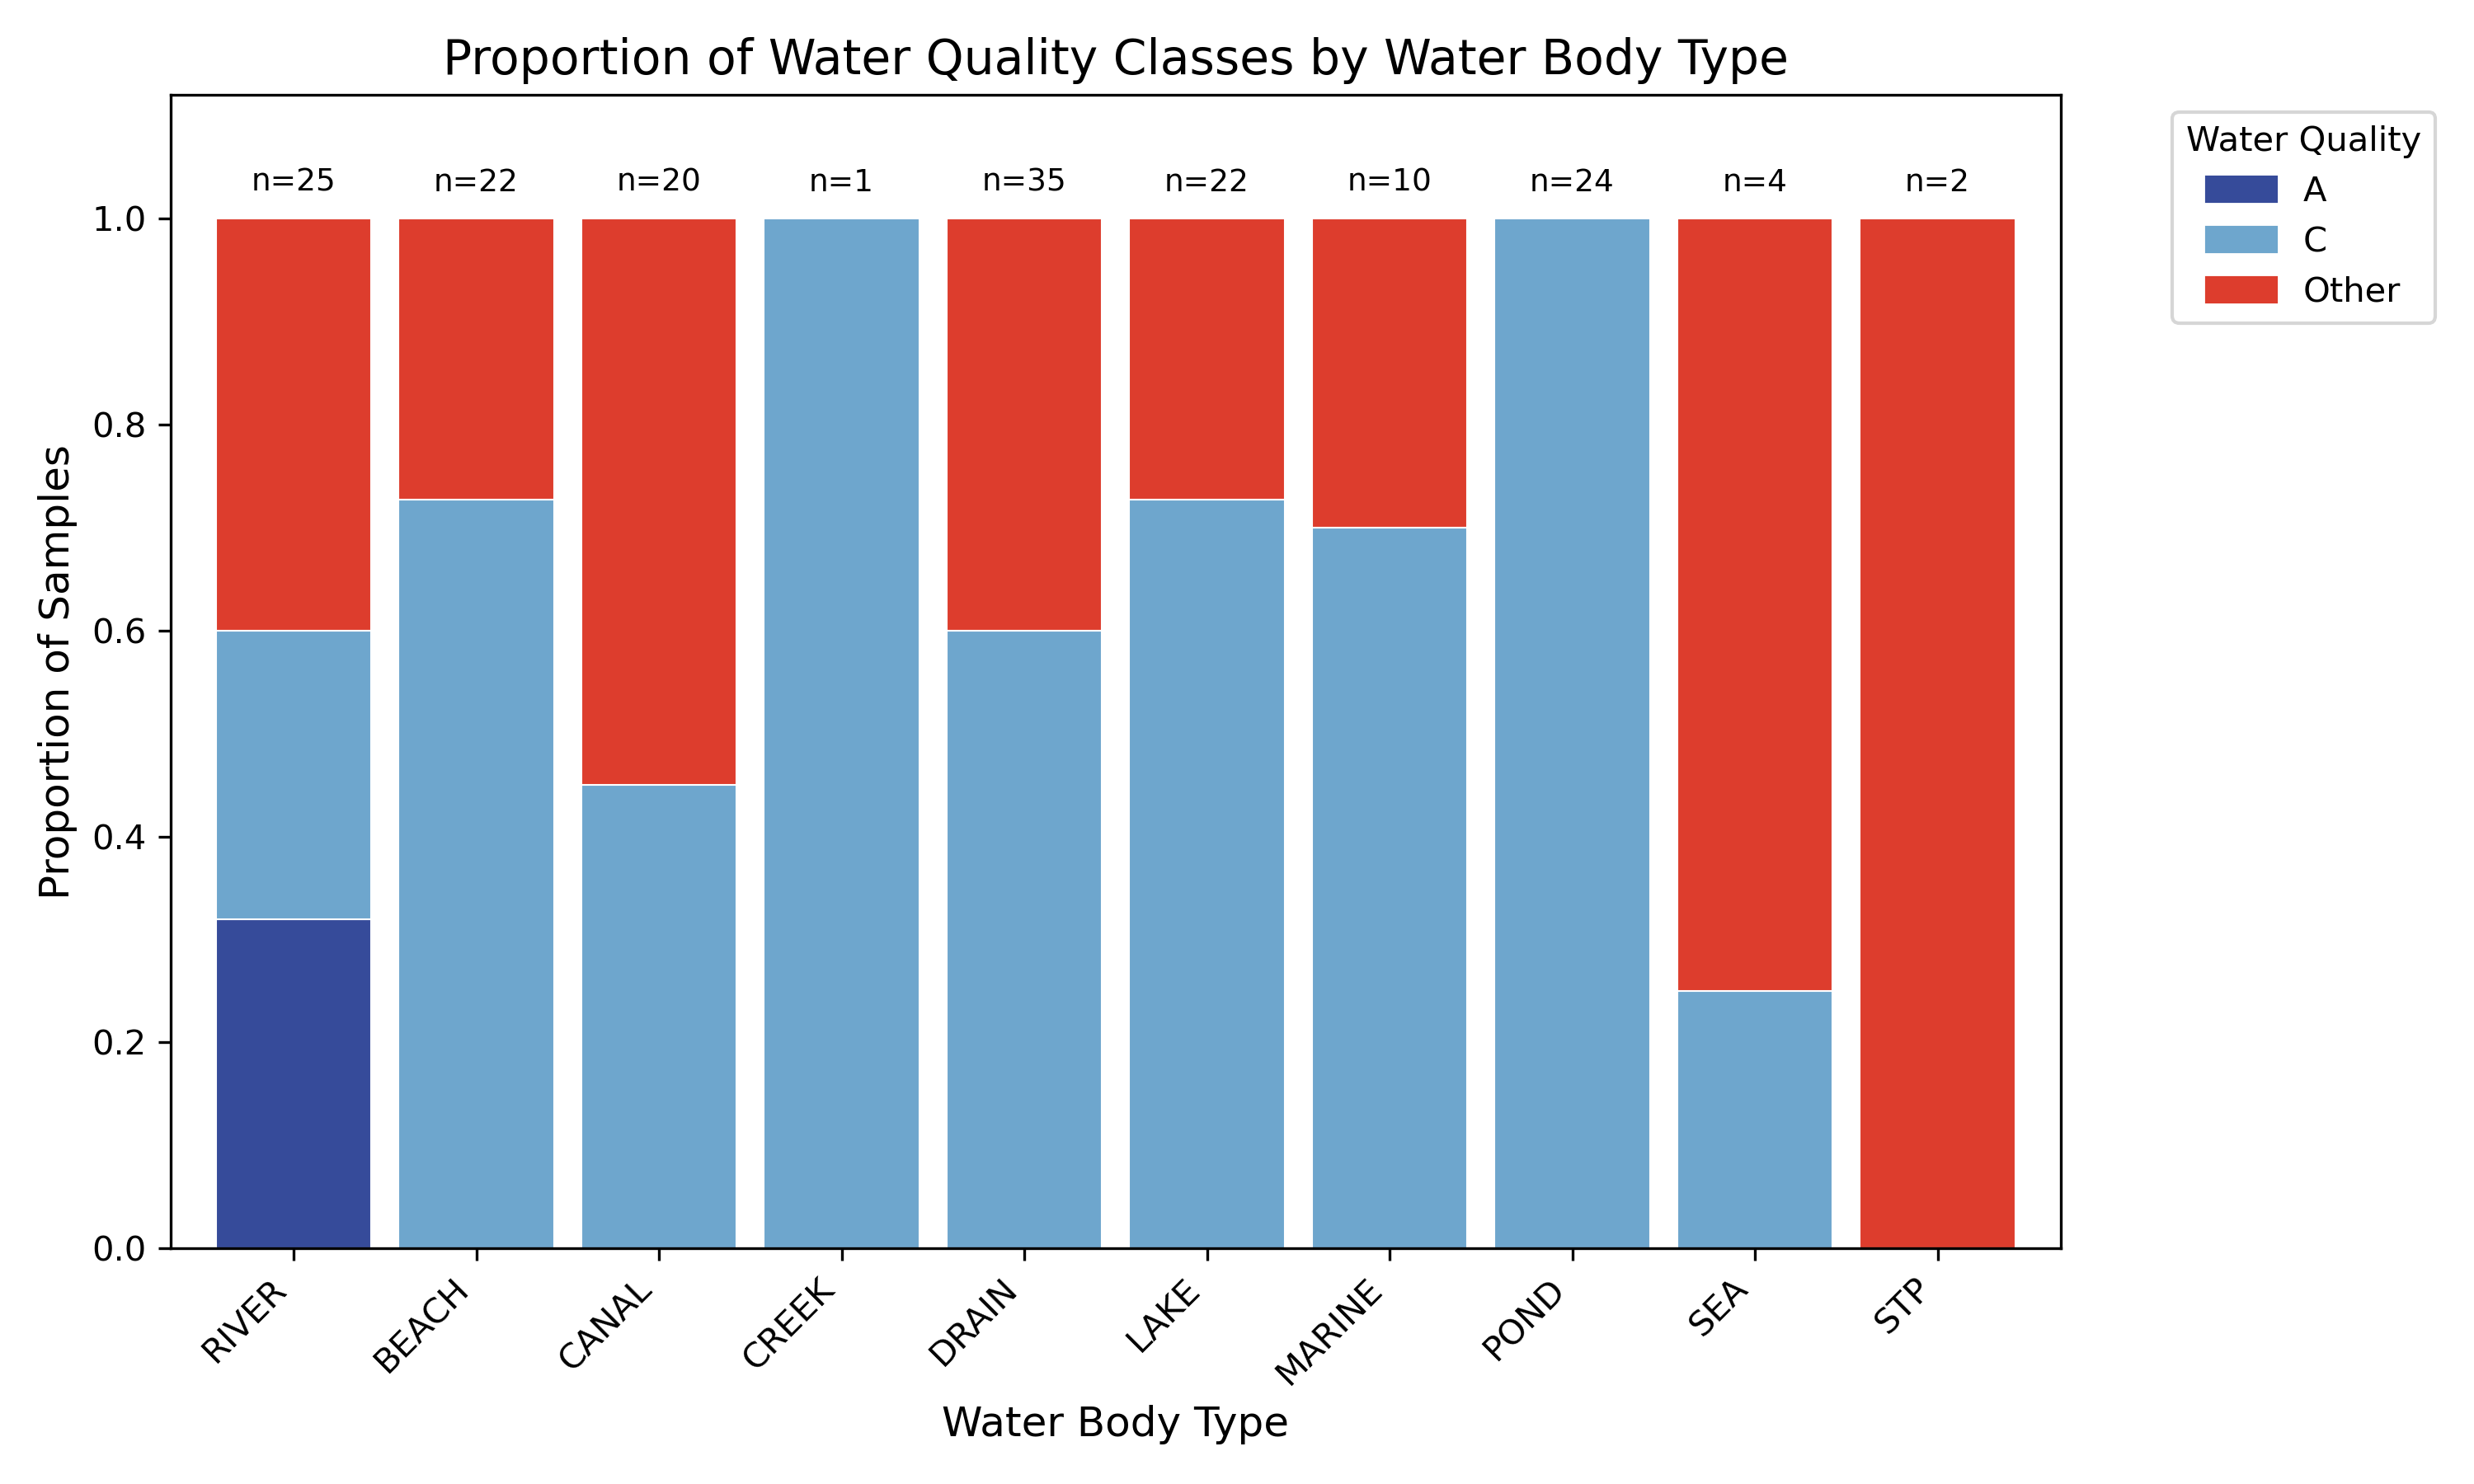 Proportion of Water Quality Classes by Water Body Type
Water Quality
A
C
Other
n=25 n=22 n=20 n=1 n=35 n=22 n=10 n=24 n=4 n=2
1.0
0.8
0.6
0.4
0.2
0.0
Proportion of Samples
RIVER BEACH CANAL CREEK DRAIN LAKE MARINE POND SEA STP
Water Body Type